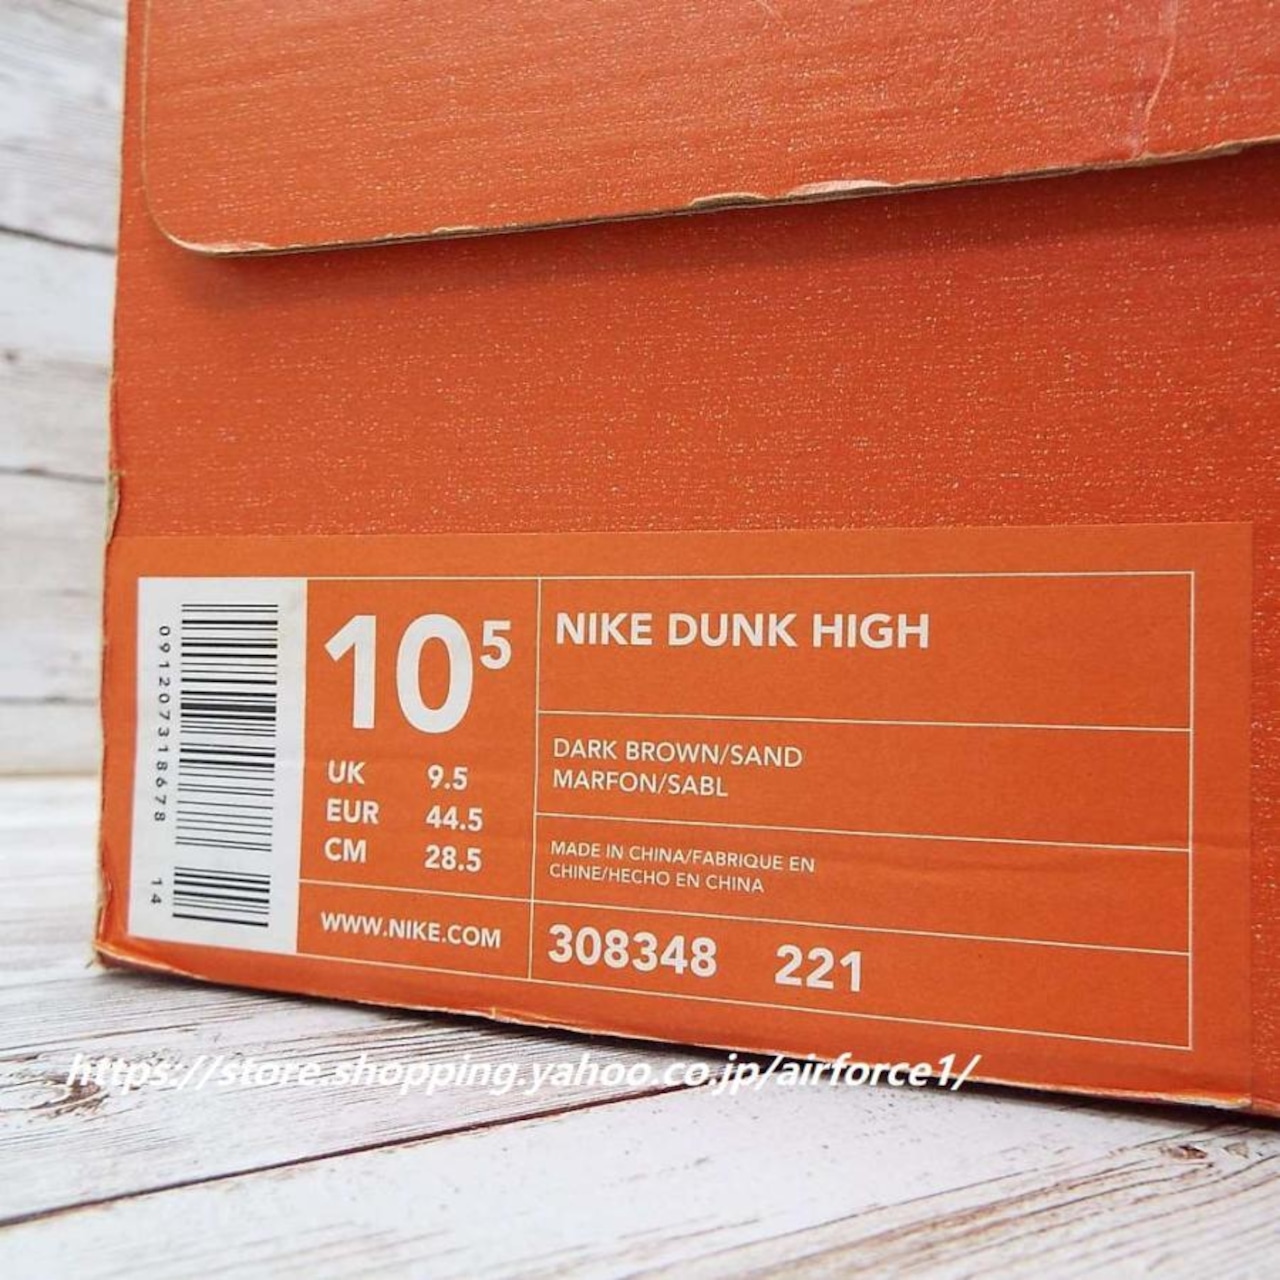 091207318678 14
10⁵
UK 9.5
EUR 44.5
CM 28.5
WWW.NIKE.COM
NIKE DUNK HIGH
DARK BROWN/SAND
MARFON/SABL
MADE IN CHINA/FABRIQUE EN
CHINE/HECHO EN CHINA
308348 221
https://store.shopping.yahoo.co.jp/airforce1/